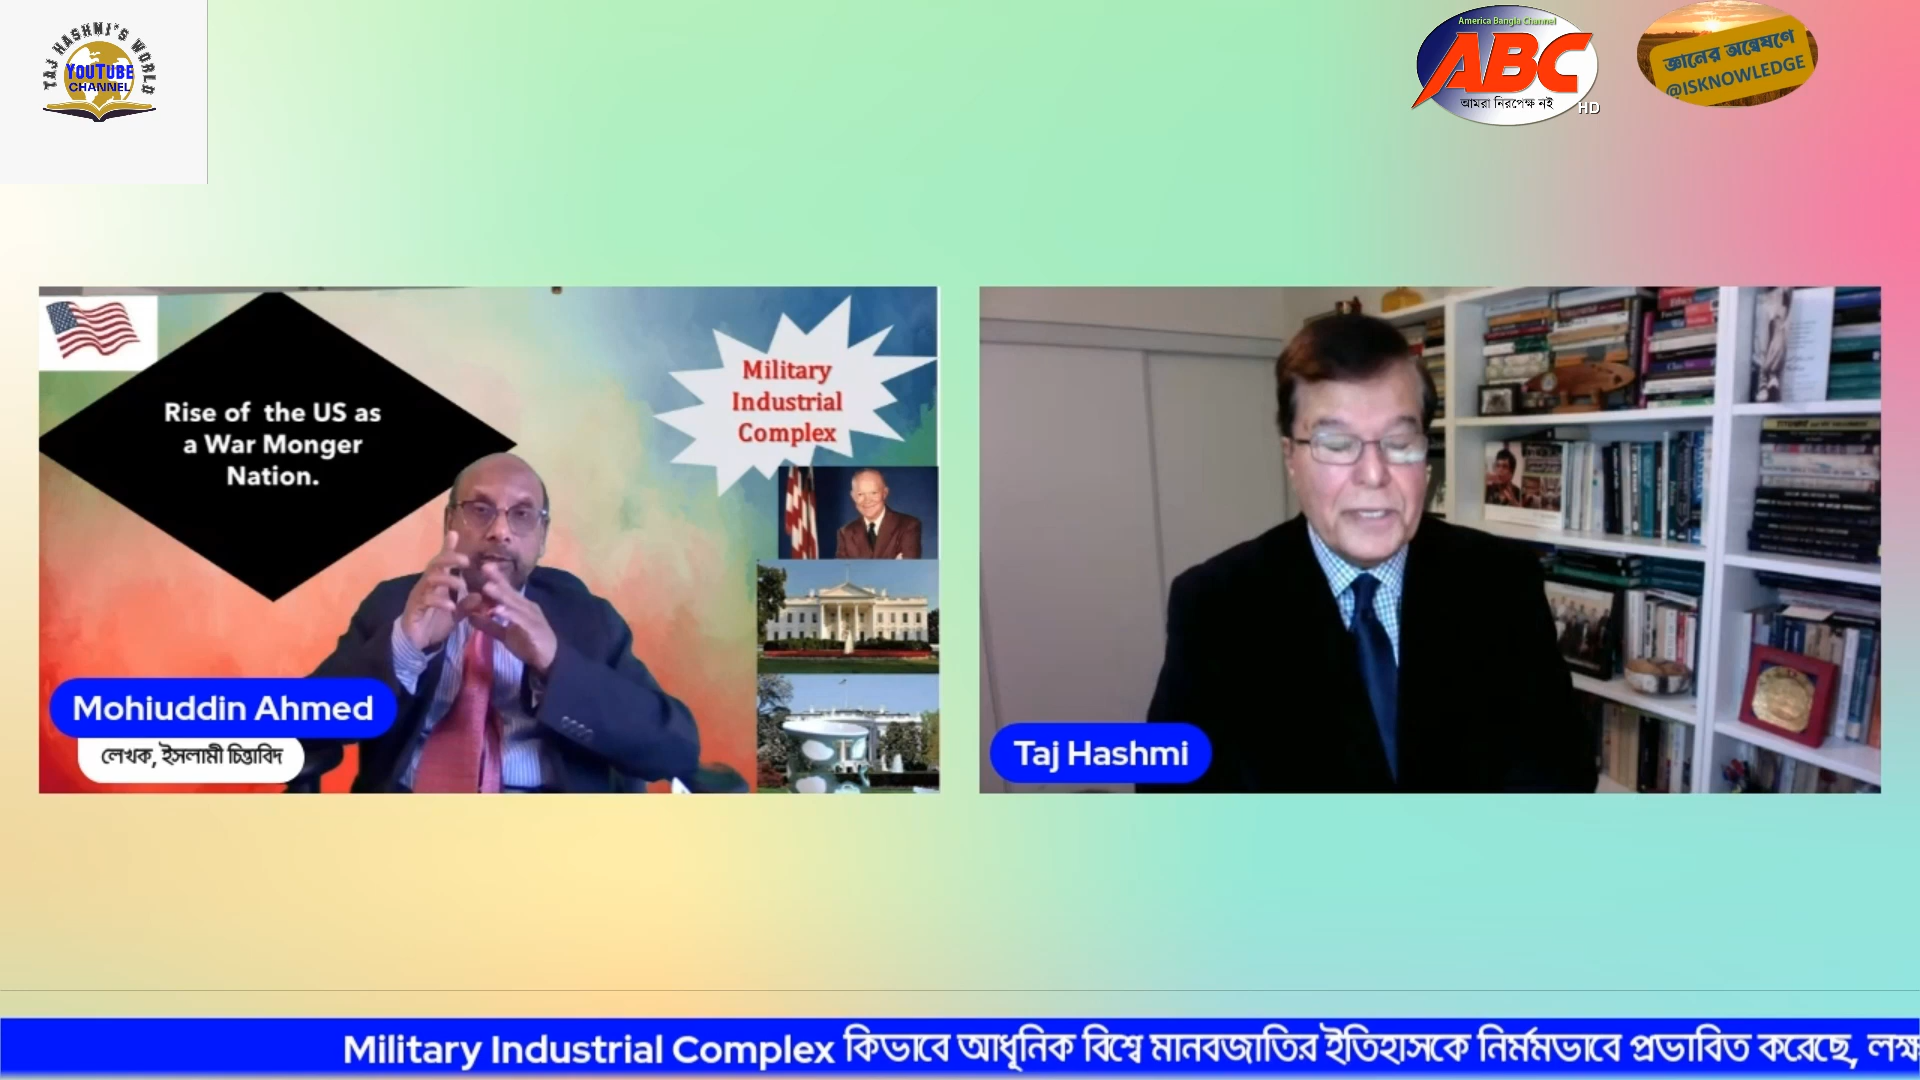 TAJ HASHMI'S WORLD
YOUTUBE
CHANNEL
America Bangla Channel
ABC
আমরা নিরপেক্ষ নই
HD
জ্ঞানের অন্বেষণে
@ISKNOWLEDGE
Rise of the US as
a War Monger
Nation.
Military
Industrial
Complex
Mohiuddin Ahmed
লেখক, ইসলামী চিন্তাবিদ
Taj Hashmi
Military Industrial Complex কিভাবে আধুনিক বিশ্বে মানবজাতির ইতিহাসকে নির্মমভাবে প্রভাবিত করেছে,